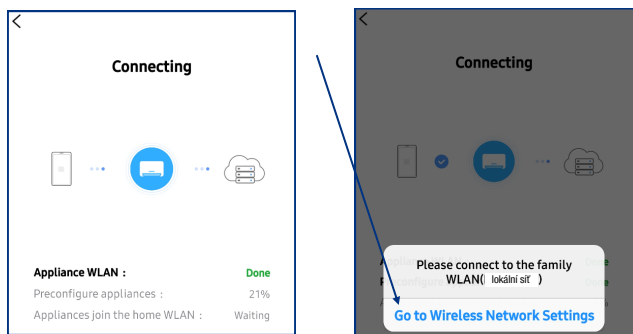 Connecting
Appliance WLAN : Done
Preconfigure appliances : 21%
Appliances join the home WLAN : Waiting
Connecting
Please connect to the family
WLAN( lokální síť )
Go to Wireless Network Settings